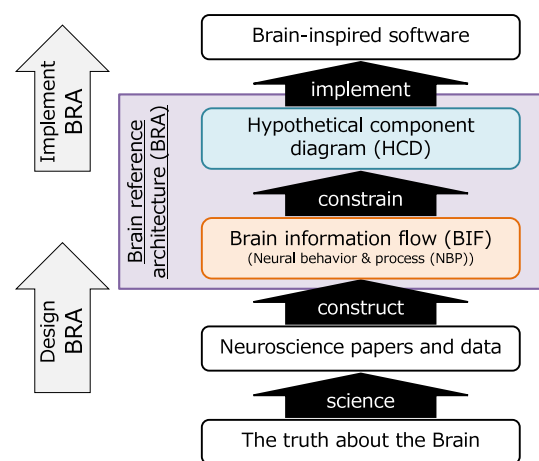 Brain-inspired software
implement
Hypothetical component
diagram (HCD)
constrain
Brain information flow (BIF)
(Neural behavior & process (NBP))
construct
Neuroscience papers and data
science
The truth about the Brain
Brain reference
architecture (BRA)
Implement
BRA
Design
BRA